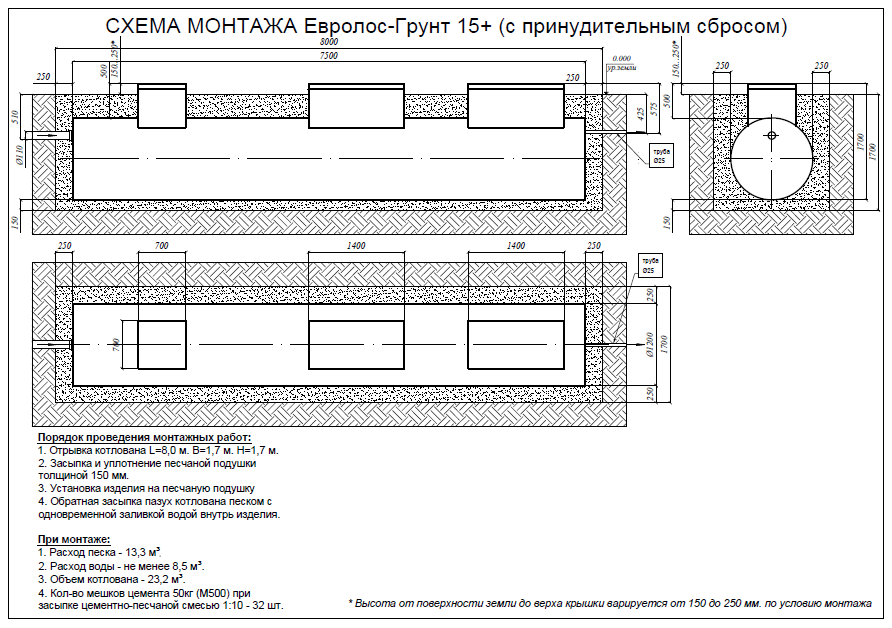 СХЕМА МОНТАЖА Евролос-Грунт 15+ (с принудительным сбросом)
8000
7500
250
500
150...250*
250
0.000
ур.земли
510
Ø110
150
425
575
труба
Ø25
150...250*
250
250
500
1700
1700
150
250
700
1400
1400
250
труба
Ø25
700
250
Ø1200
1700
250
Порядок проведения монтажных работ:
1. Отрывка котлована L=8,0 м. B=1,7 м. H=1,7 м.
2. Засыпка и уплотнение песчаной подушки
толщиной 150 мм.
3. Установка изделия на песчаную подушку
4. Обратная засыпка пазух котлована песком с
одновременной заливкой водой внутрь изделия.
При монтаже:
1. Расход песка - 13,3 м³.
2. Расход воды - не менее 8,5 м³.
3. Объем котлована - 23,2 м³.
4. Кол-во мешков цемента 50кг (М500) при
засыпке цементно-песчаной смесью 1:10 - 32 шт.
* Высота от поверхности земли до верха крышки варируется от 150 до 250 мм. по условию монтажа